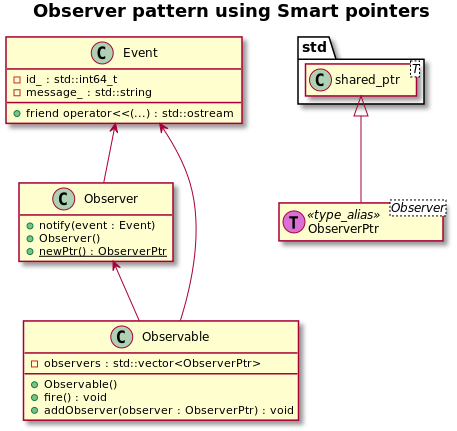 Observer pattern using Smart pointers
C Event
id_ : std::int64_t
message_ : std::string
friend operator<<(...) : std::ostream
std
C shared_ptr
T
C Observer
notify(event : Event)
Observer()
newPtr() : ObserverPtr
T «type_alias»
ObserverPtr
Observer
C Observable
observers : std::vector<ObserverPtr>
Observable()
fire() : void
addObserver(observer : ObserverPtr) : void